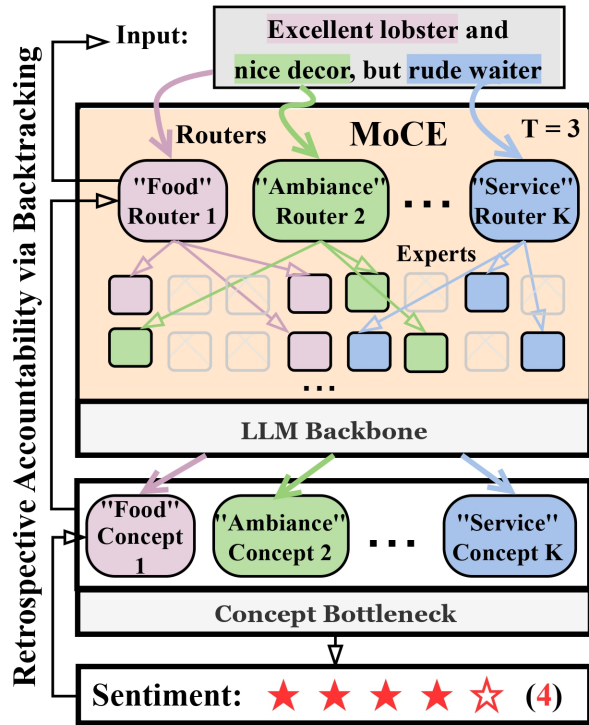 Input:
Excellent lobster and
nice decor, but rude waiter
Retrospective Accountability via Backtracking
Routers
MoCE
T = 3
"Food"
Router 1
"Ambiance"
Router 2
...
"Service"
Router K
Experts
...
LLM Backbone
"Food"
Concept
1
"Ambiance"
Concept 2
...
"Service"
Concept K
Concept Bottleneck
Sentiment: ★ ★ ★ ★ ☆ (4)